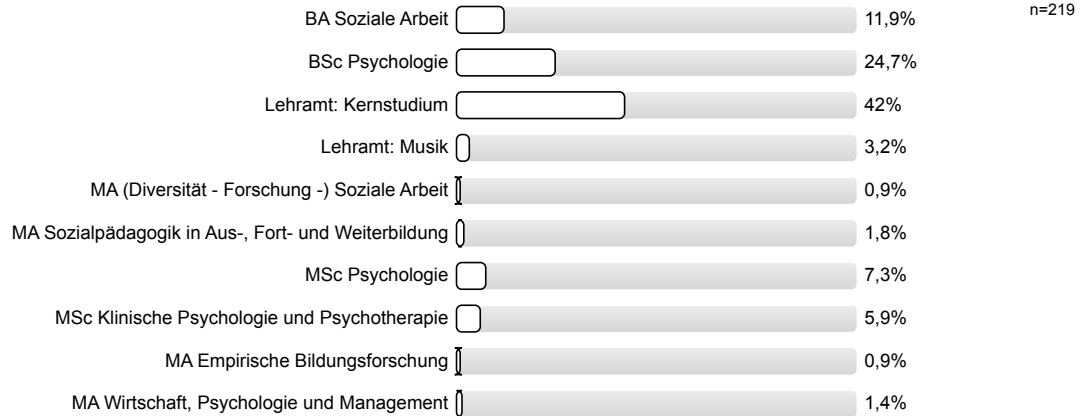 BA Soziale Arbeit 11,9% n=219
BSc Psychologie 24,7%
Lehramt: Kernstudium 42%
Lehramt: Musik 3,2%
MA (Diversität - Forschung -) Soziale Arbeit 0,9%
MA Sozialpädagogik in Aus-, Fort- und Weiterbildung 1,8%
MSc Psychologie 7,3%
MSc Klinische Psychologie und Psychotherapie 5,9%
MA Empirische Bildungsforschung 0,9%
MA Wirtschaft, Psychologie und Management 1,4%